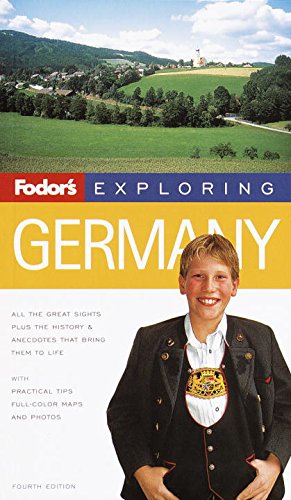 Fodor's EXPLORING
GERMANY
ALL THE GREAT SIGHTS
PLUS THE HISTORY &
ANECDOTES THAT BRING
THEM TO LIFE
WITH
PRACTICAL TIPS
FULL-COLOR MAPS
AND PHOTOS
FOURTH EDITION